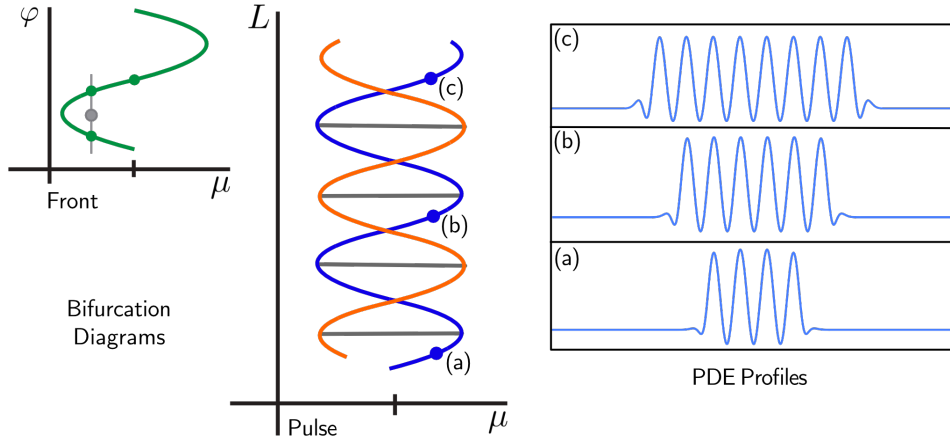 φ
μ
Front
Bifurcation
Diagrams
L
(c)
(b)
(a)
μ
Pulse
(c)
(b)
(a)
PDE Profiles